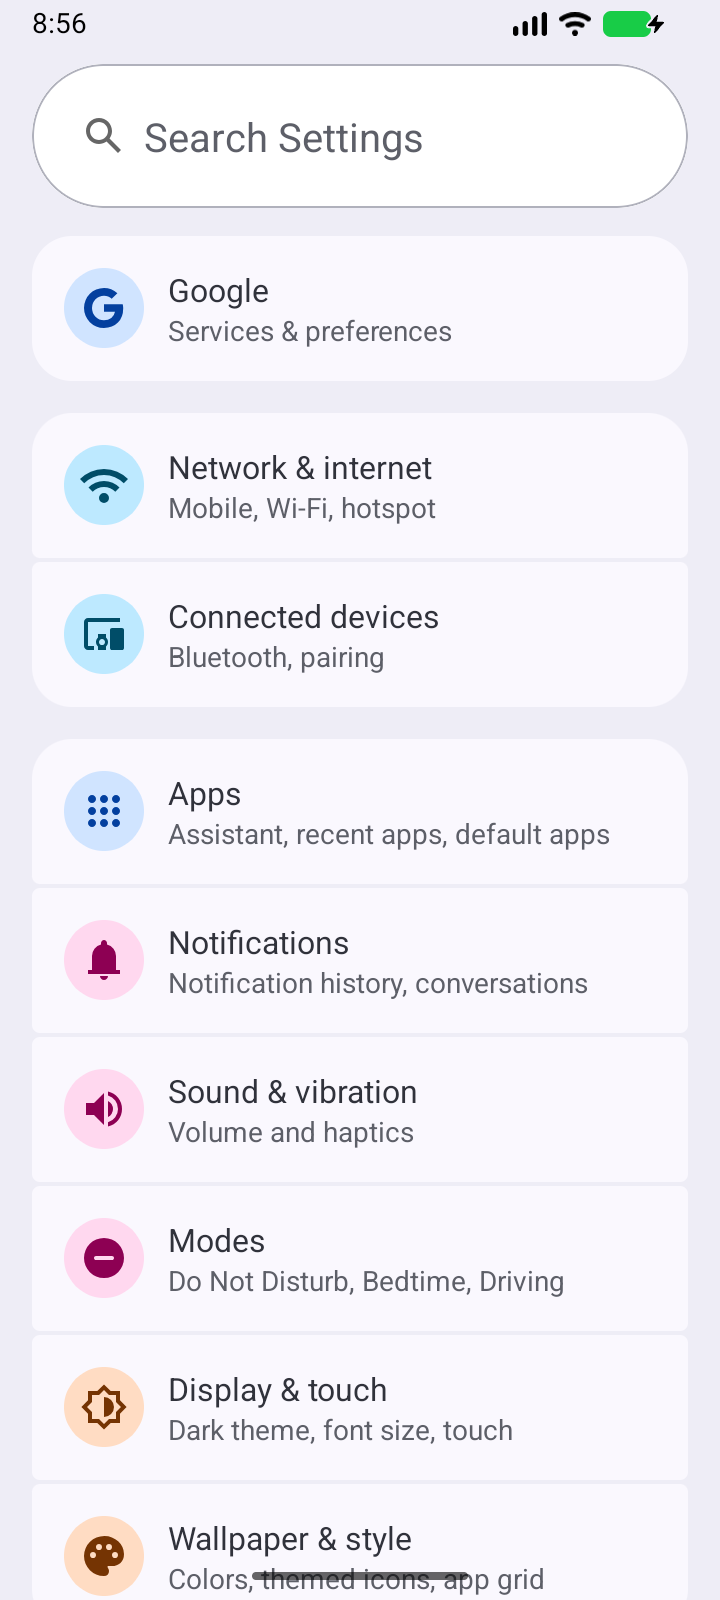 8:56
Search Settings
Google
Services & preferences
Network & internet
Mobile, Wi-Fi, hotspot
Connected devices
Bluetooth, pairing
Apps
Assistant, recent apps, default apps
Notifications
Notification history, conversations
Sound & vibration
Volume and haptics
Modes
Do Not Disturb, Bedtime, Driving
Display & touch
Dark theme, font size, touch
Wallpaper & style
Colors, themed icons, app grid